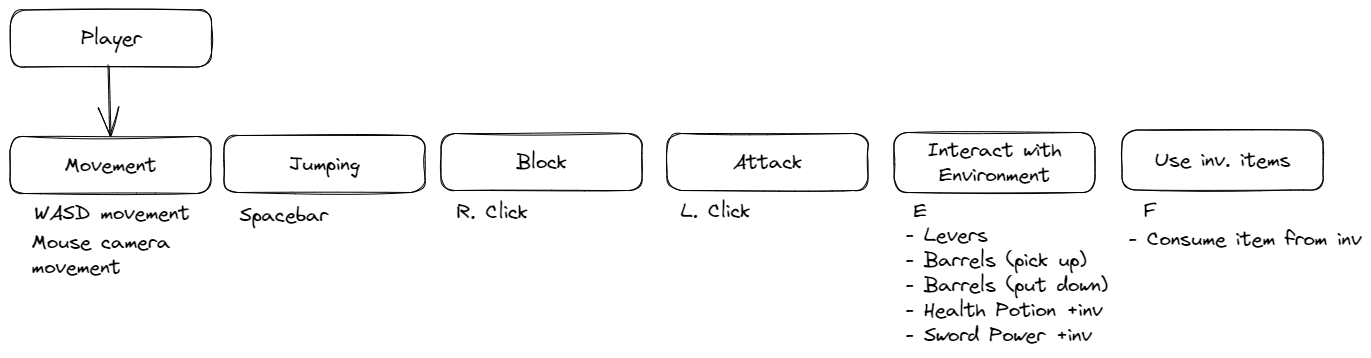 Player
Movement
WASD movement
Mouse camera
movement
Jumping
Spacebar
Block
R. Click
Attack
L. Click
Interact with
Environment
E
- Levers
- Barrels (pick up)
- Barrels (put down)
- Health Potion +inv
- Sword Power +inv
Use inv. items
F
- Consume item from inv